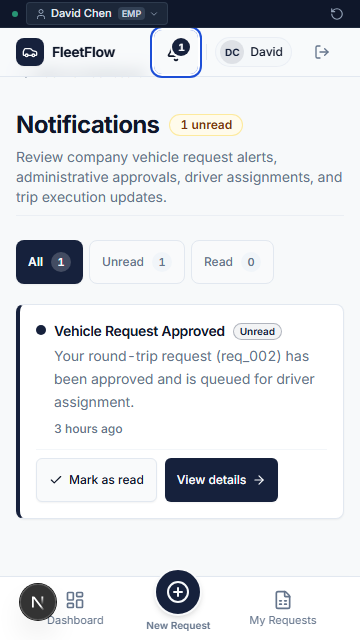 David Chen EMP
FleetFlow
1
DC David
Notifications 1 unread
Review company vehicle request alerts,
administrative approvals, driver assignments, and
trip execution updates.
All 1 Unread 1 Read 0
Vehicle Request Approved Unread
Your round-trip request (req_002) has
been approved and is queued for driver
assignment.
3 hours ago
Mark as read View details
N
Dashboard New Request My Requests